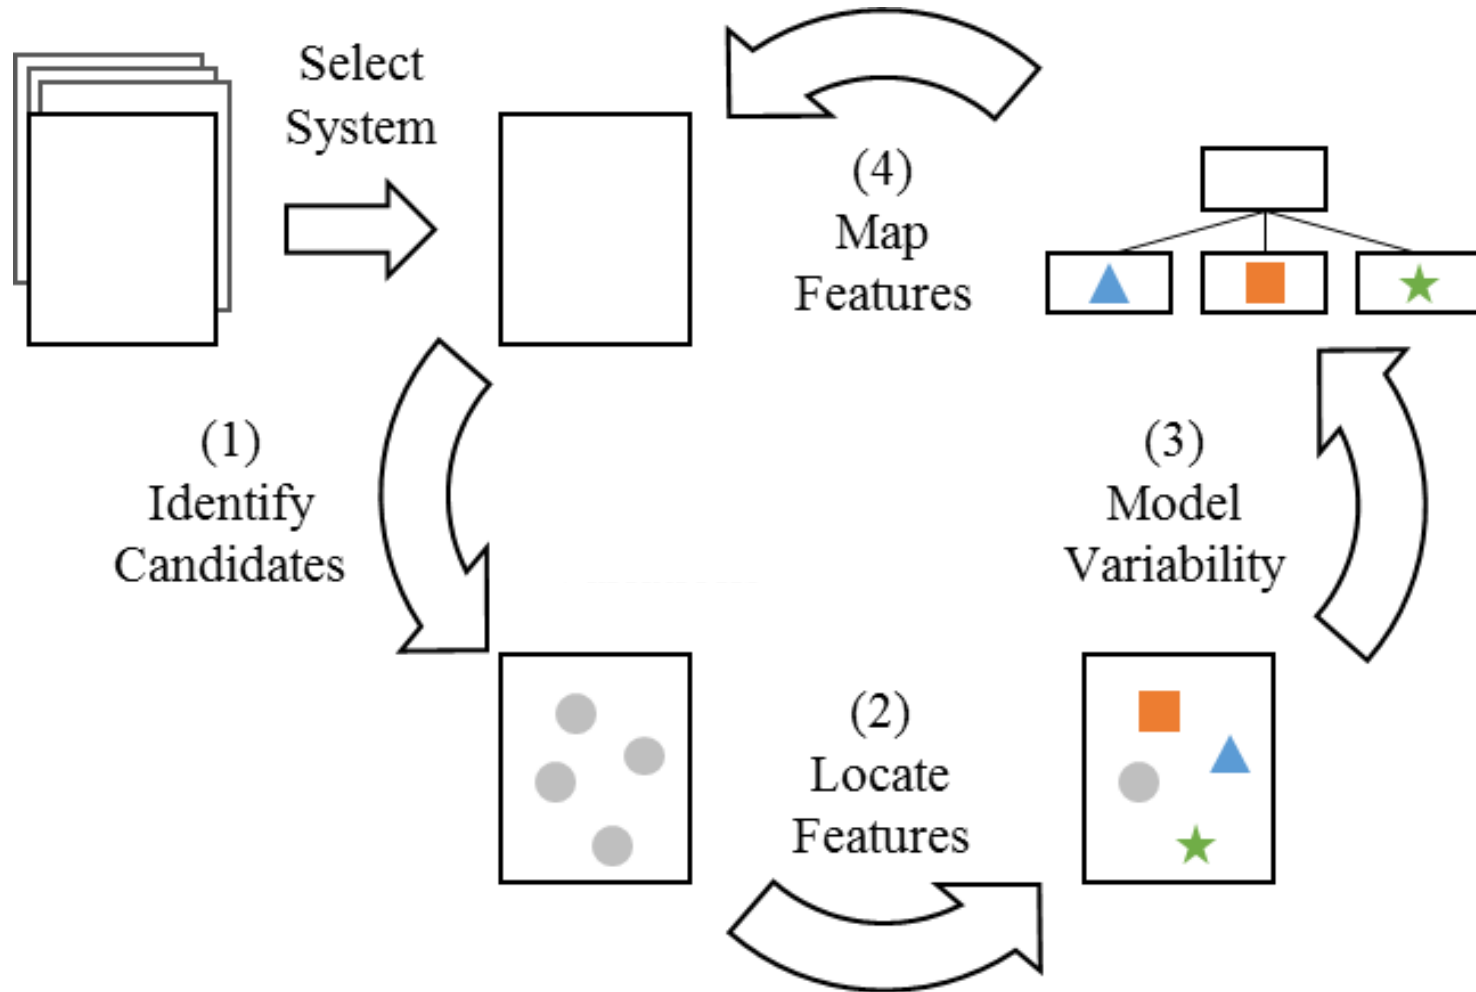 Select
System
(4)
Map
Features
(1)
Identify
Candidates
(3)
Model
Variability
(2)
Locate
Features